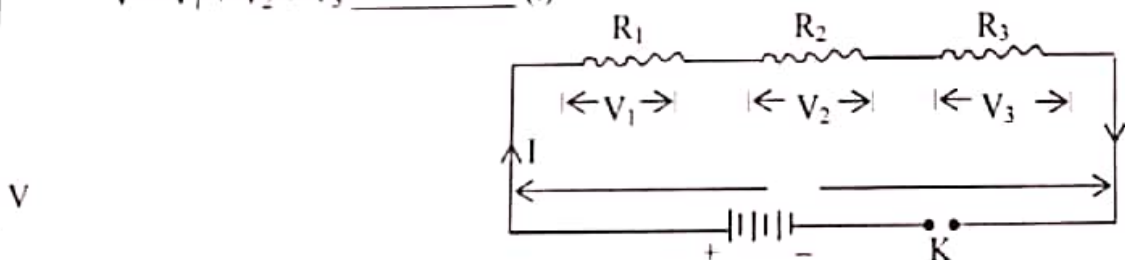 R₁ R₂ R₃
V₁ V₂ V₃
I
V
+ − K